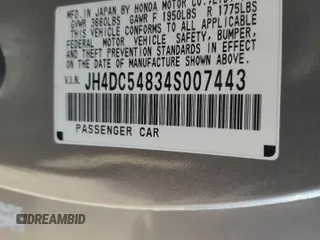 MFD. IN JAPAN BY HONDA MOTOR CO.,
GVWR 3660LBS GAWR F 1950LBS R 1775LBS
THIS VEHICLE CONFORMS TO ALL APPLICABLE
FEDERAL MOTOR VEHICLE SAFETY, BUMPER,
AND THEFT PREVENTION STANDARDS IN EFFECT
ON THE DATE OF MANUFACTURE SHOWN ABOVE.
V.I.N. JH4DC54834S007443
PASSENGER CAR
DREAMBID